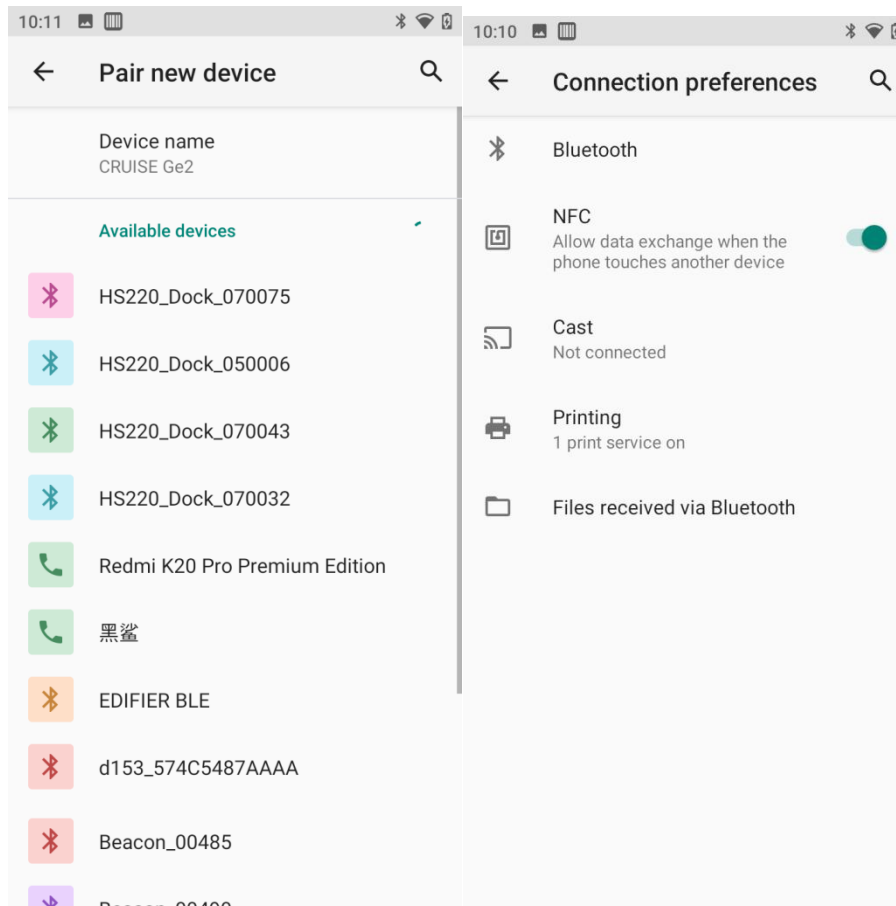 10:11
Pair new device
Device name
CRUISE Ge2
Available devices
HS220_Dock_070075
HS220_Dock_050006
HS220_Dock_070043
HS220_Dock_070032
Redmi K20 Pro Premium Edition
黑鲨
EDIFIER BLE
d153_574C5487AAAA
Beacon_00485
10:10
Connection preferences
Bluetooth
NFC
Allow data exchange when the
phone touches another device
Cast
Not connected
Printing
1 print service on
Files received via Bluetooth